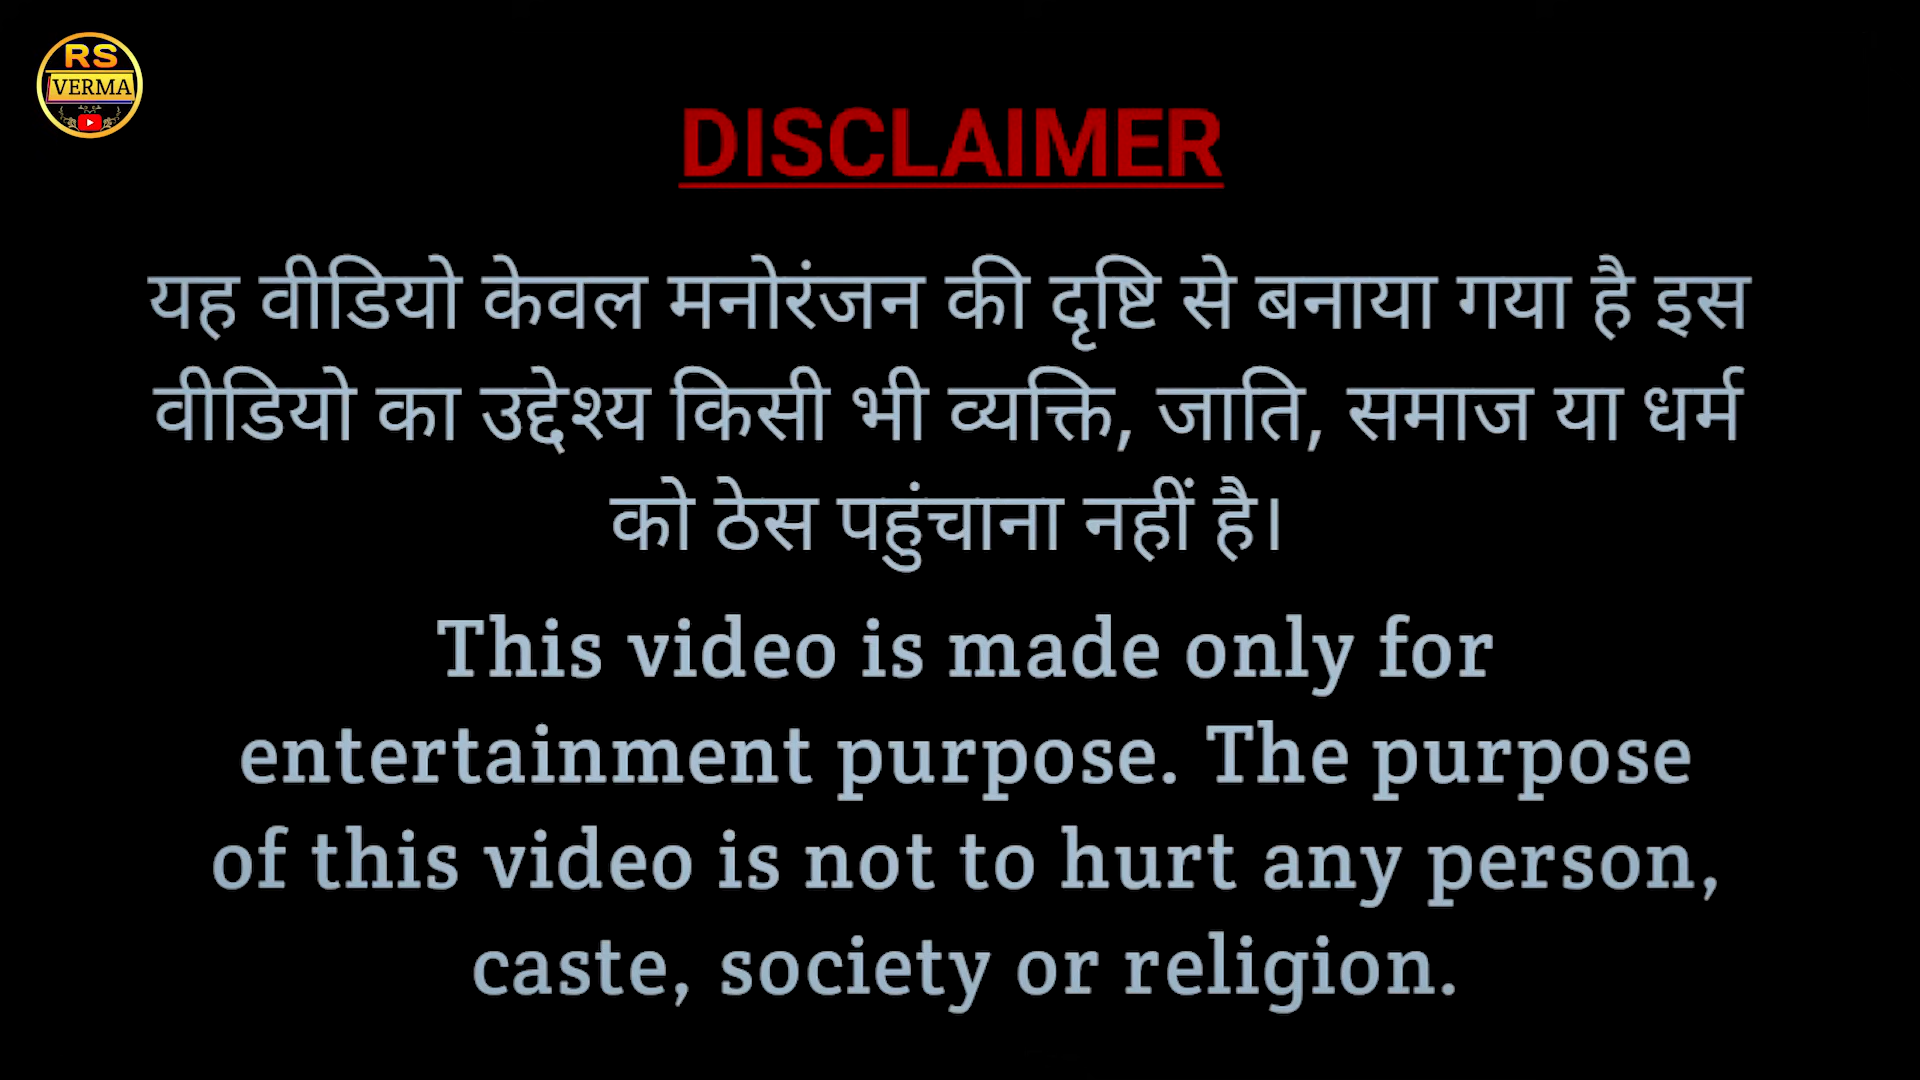 RS
VERMA
DISCLAIMER
यह वीडियो केवल मनोरंजन की दृष्टि से बनाया गया है इस
वीडियो का उद्देश्य किसी भी व्यक्ति, जाति, समाज या धर्म
को ठेस पहुंचाना नहीं है।
This video is made only for
entertainment purpose. The purpose
of this video is not to hurt any person,
caste, society or religion.